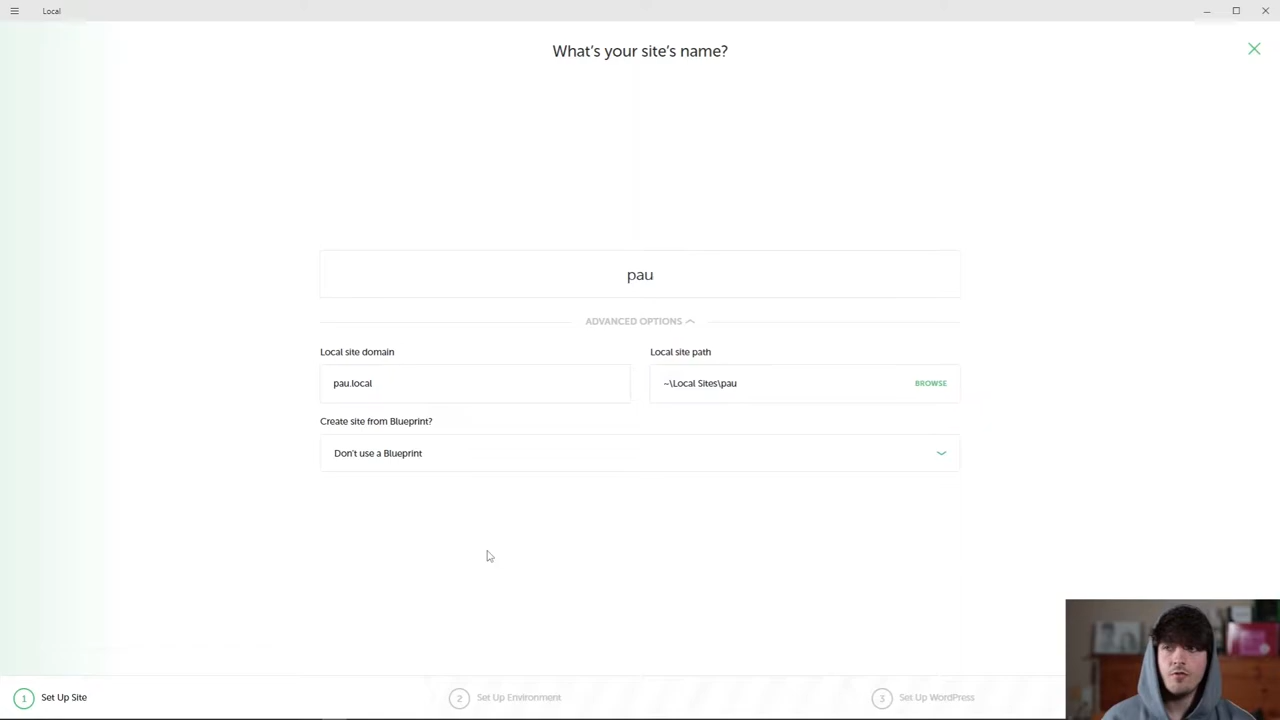 Local
What's your site's name?
pau
ADVANCED OPTIONS
Local site domain
Local site path
pau.local
~\Local Sites\pau
BROWSE
Create site from Blueprint?
Don't use a Blueprint
1 Set Up Site
2 Set Up Environment
3 Set Up WordPress